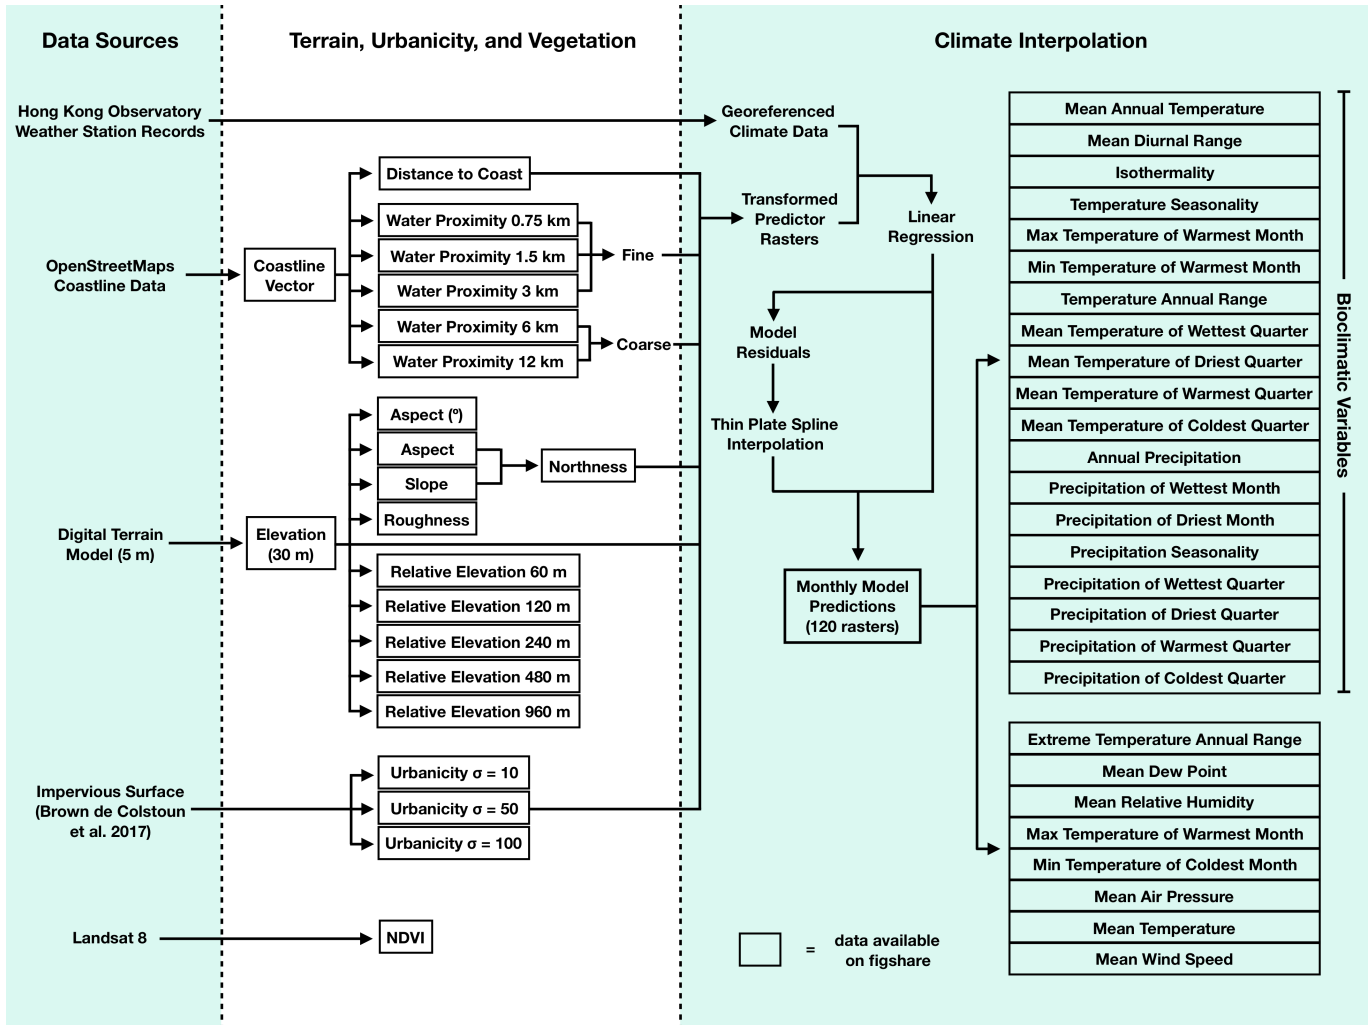 Data Sources
Terrain, Urbanicity, and Vegetation
Climate Interpolation
Hong Kong Observatory
Weather Station Records
OpenStreetMaps
Coastline Data
Digital Terrain
Model (5 m)
Impervious Surface
(Brown de Colstoun
et al. 2017)
Landsat 8
Coastline
Vector
Distance to Coast
Water Proximity 0.75 km
Water Proximity 1.5 km
Water Proximity 3 km
Water Proximity 6 km
Water Proximity 12 km
Fine
Coarse
Elevation
(30 m)
Aspect (º)
Aspect
Slope
Roughness
Northness
Relative Elevation 60 m
Relative Elevation 120 m
Relative Elevation 240 m
Relative Elevation 480 m
Relative Elevation 960 m
Urbanicity σ = 10
Urbanicity σ = 50
Urbanicity σ = 100
NDVI
Georeferenced
Climate Data
Transformed
Predictor
Rasters
Linear
Regression
Model
Residuals
Thin Plate Spline
Interpolation
Monthly Model
Predictions
(120 rasters)
Mean Annual Temperature
Mean Diurnal Range
Isothermality
Temperature Seasonality
Max Temperature of Warmest Month
Min Temperature of Warmest Month
Temperature Annual Range
Mean Temperature of Wettest Quarter
Mean Temperature of Driest Quarter
Mean Temperature of Warmest Quarter
Mean Temperature of Coldest Quarter
Annual Precipitation
Precipitation of Wettest Month
Precipitation of Driest Month
Precipitation Seasonality
Precipitation of Wettest Quarter
Precipitation of Driest Quarter
Precipitation of Warmest Quarter
Precipitation of Coldest Quarter
Bioclimatic Variables
Extreme Temperature Annual Range
Mean Dew Point
Mean Relative Humidity
Max Temperature of Warmest Month
Min Temperature of Coldest Month
Mean Air Pressure
Mean Temperature
Mean Wind Speed
= data available
on figshare